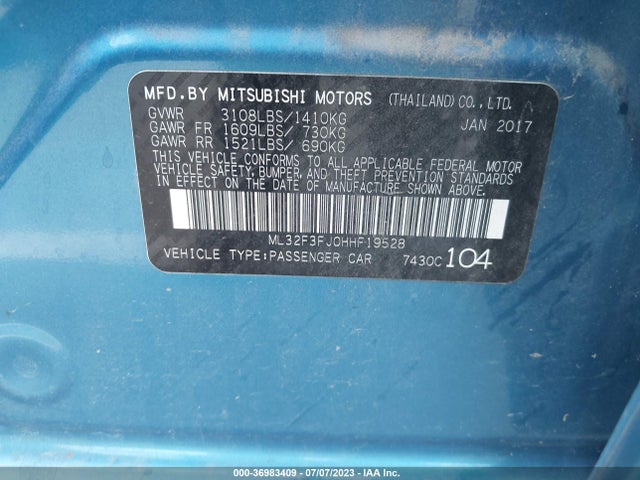 MFD.BY MITSUBISHI MOTORS (THAILAND) CO., LTD.
GVWR 3108LBS/1410KG JAN 2017
GAWR FR 1609LBS/ 730KG
GAWR RR 1521LBS/ 690KG
THIS VEHICLE CONFORMS TO ALL APPLICABLE FEDERAL MOTOR
VEHICLE SAFETY, BUMPER, AND THEFT PREVENTION STANDARDS
IN EFFECT ON THE DATE OF MANUFACTURE SHOWN ABOVE.
ML32F3FJ0HHF19528
VEHICLE TYPE:PASSENGER CAR 7430C 104
000-36983409 - 07/07/2023 - IAA Inc.